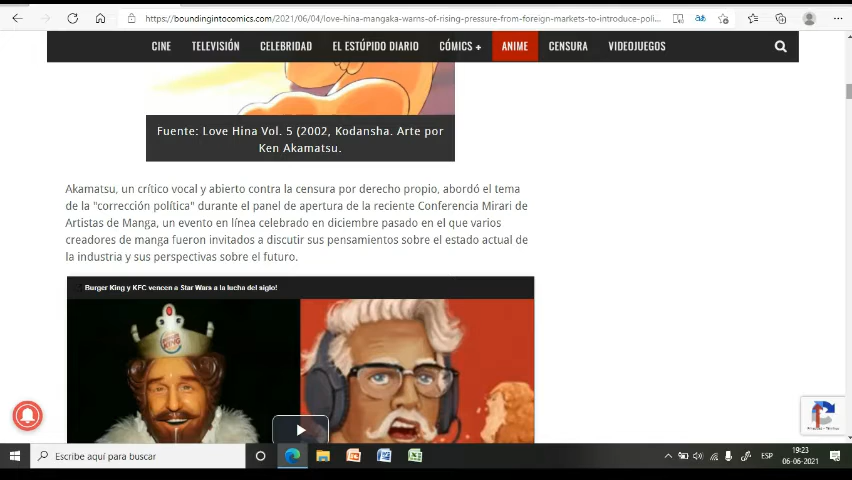 https://boundingintocomics.com/2021/06/04/love-hina-mangaka-warns-of-rising-pressure-from-foreign-markets-to-introduce-poli...
CINE TELEVISIÓN CELEBRIDAD EL ESTÚPIDO DIARIO CÓMICS + ANIME CENSURA VIDEOJUEGOS
Fuente: Love Hina Vol. 5 (2002, Kodansha. Arte por
Ken Akamatsu.
Akamatsu, un crítico vocal y abierto contra la censura por derecho propio, abordó el tema
de la "corrección política" durante el panel de apertura de la reciente Conferencia Mirari de
Artistas de Manga, un evento en línea celebrado en diciembre pasado en el que varios
creadores de manga fueron invitados a discutir sus pensamientos sobre el estado actual de
la industria y sus perspectivas sobre el futuro.
Burger King y KFC vencen a Star Wars a la lucha del siglo!
BURGER
KING
Escribe aquí para buscar
ESP
19:23
06-06-2021